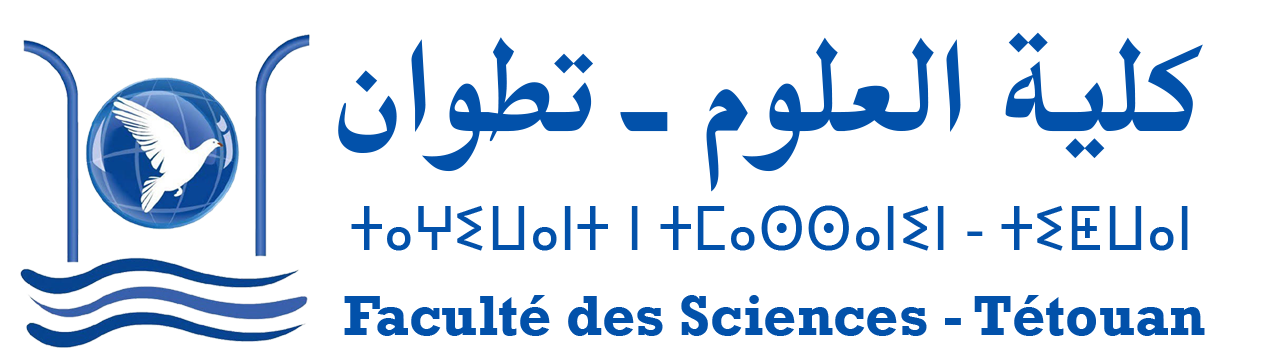 كلية العلوم - تطوان
ⵜⴰⵖⵉⵡⴰⵏⵜ ⵏ ⵜⵎⴰⵙⵙⴰⵏⵉⵏ - ⵜⵉⵟⵡⴰⵏ
Faculté des Sciences - Tétouan